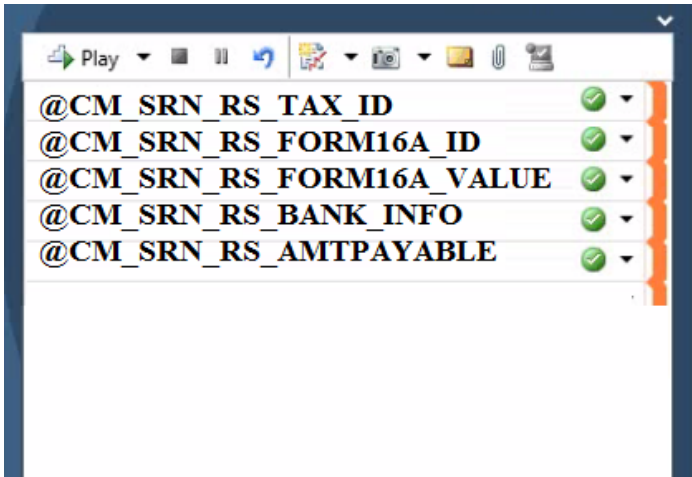 Play
@CM_SRN_RS_TAX_ID
@CM_SRN_RS_FORM16A_ID
@CM_SRN_RS_FORM16A_VALUE
@CM_SRN_RS_BANK_INFO
@CM_SRN_RS_AMTPAYABLE